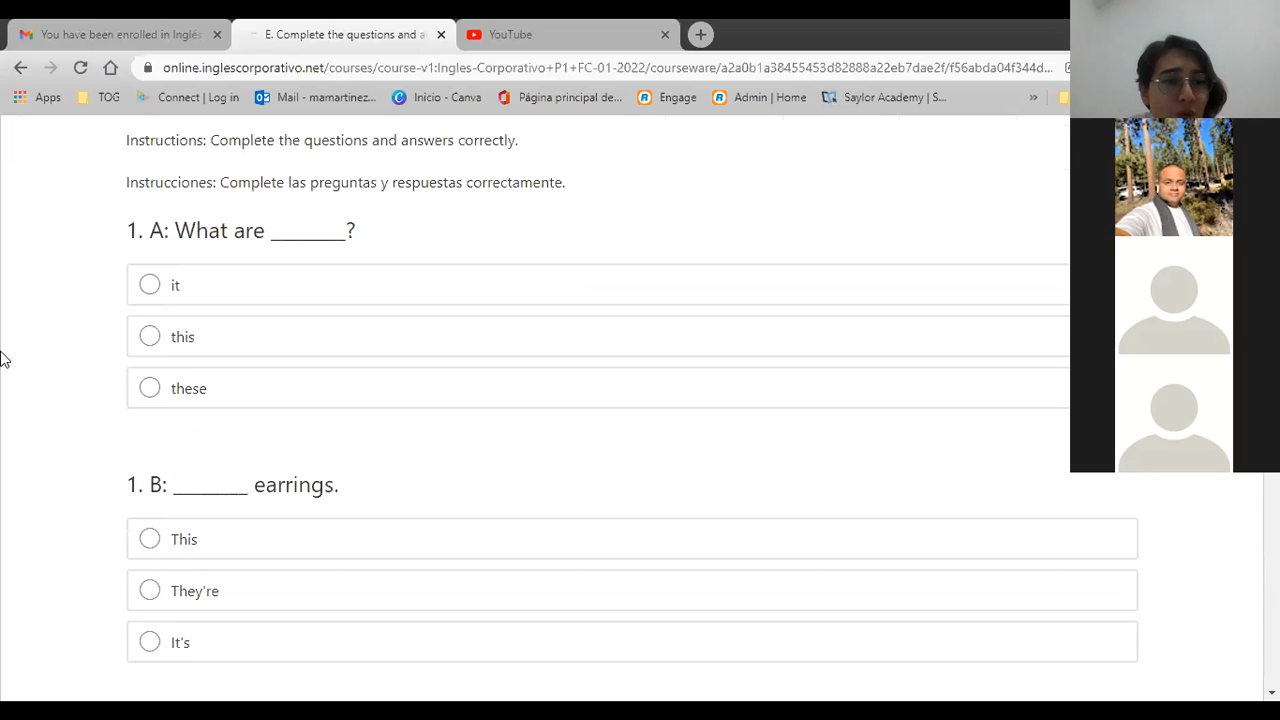 You have been enrolled in Inglés
E. Complete the questions and a
YouTube
online.inglescorporativo.net/courses/course-v1:Ingles-Corporativo+P1+FC-01-2022/courseware/a2a0b1a38455453d82888a22eb7dae2f/f56abda04f344d...
Apps
TOG
Connect | Log in
Mail - mamartinez...
Inicio - Canva
Página principal de...
Engage
Admin | Home
Saylor Academy | S...
»
Instructions: Complete the questions and answers correctly.
Instrucciones: Complete las preguntas y respuestas correctamente.
1. A: What are ________?
it
this
these
1. B: ________ earrings.
This
They're
It's